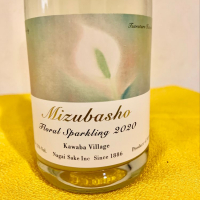 Mizubasho
Floral Sparkling 2020
Kawaba Village
Nagai Sake Inc Since 1886